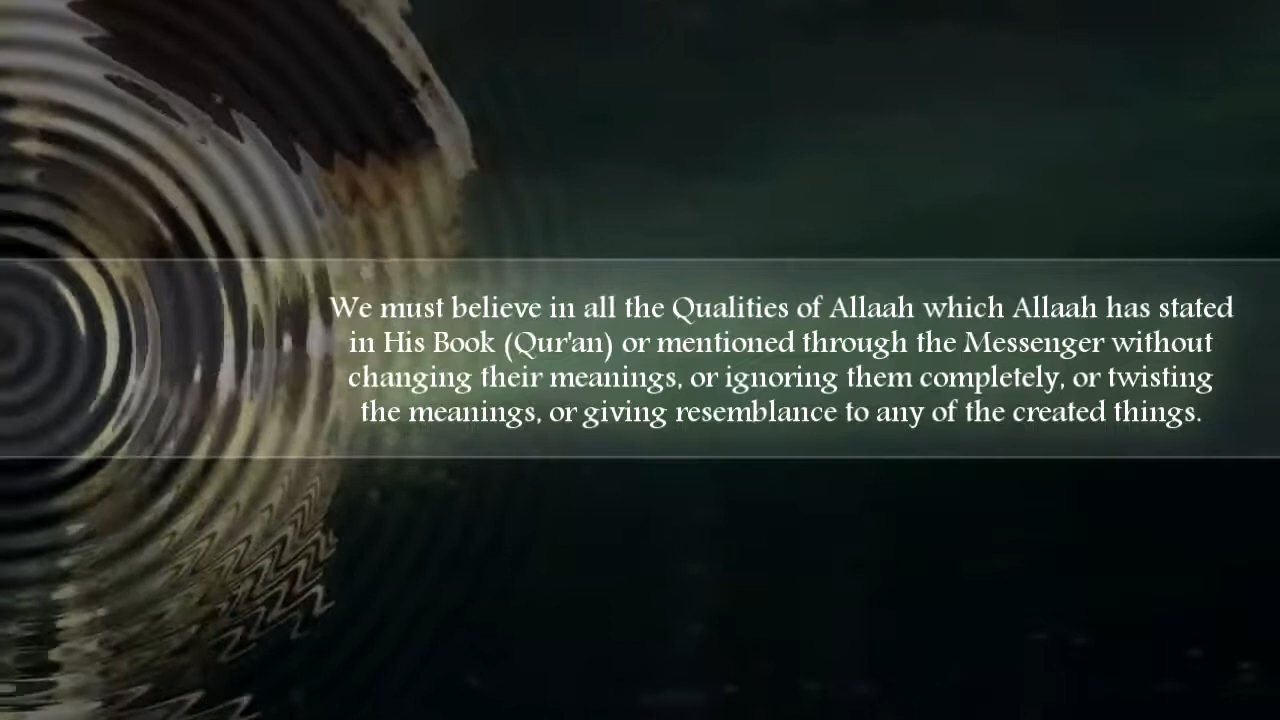 We must believe in all the Qualities of Allaah which Allaah has stated
in His Book (Qur'an) or mentioned through the Messenger without
changing their meanings, or ignoring them completely, or twisting
the meanings, or giving resemblance to any of the created things.